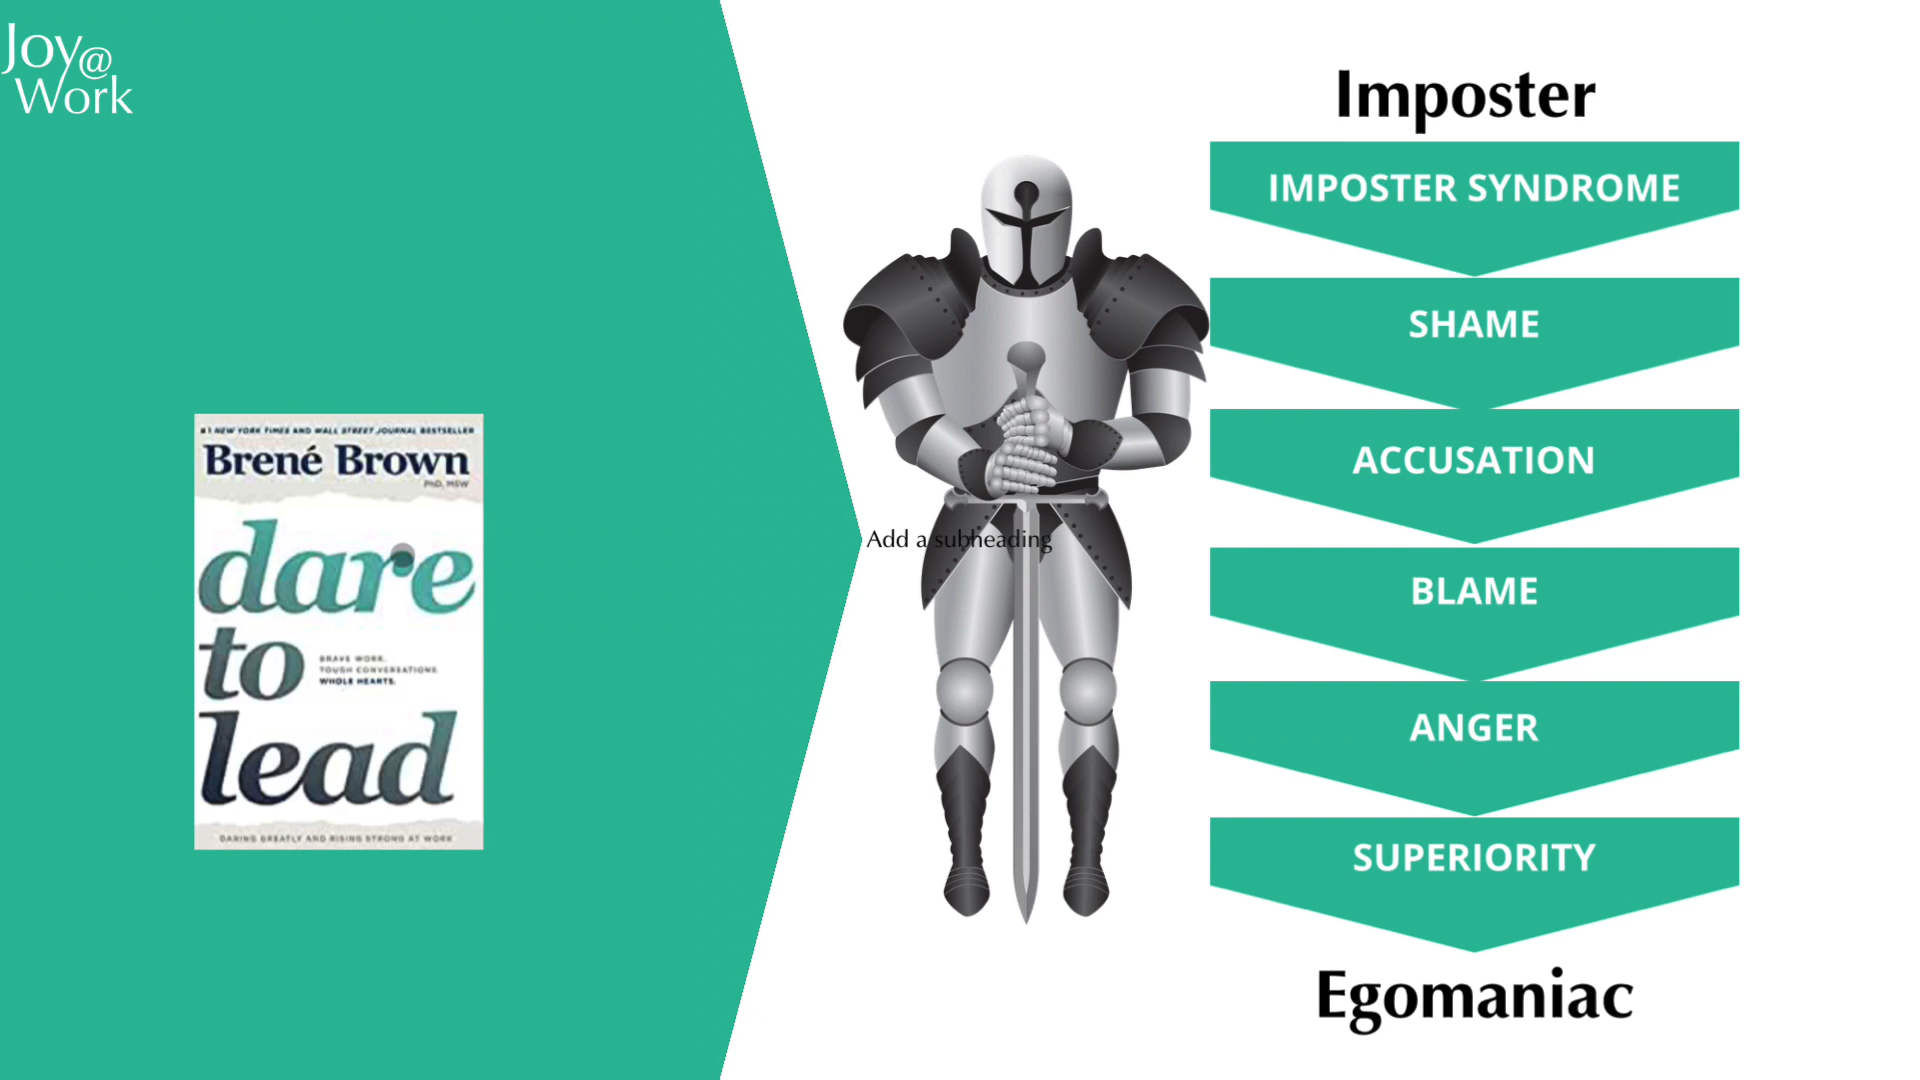 Joy@
Work
#1 NEW YORK TIMES AND WALL STREET JOURNAL BESTSELLER
Brené Brown
PhD, MSW
dare
to
BRAVE WORK.
TOUGH CONVERSATIONS.
WHOLE HEARTS.
lead
DARING GREATLY AND RISING STRONG AT WORK
Add a subheading
Imposter
IMPOSTER SYNDROME
SHAME
ACCUSATION
BLAME
ANGER
SUPERIORITY
Egomaniac